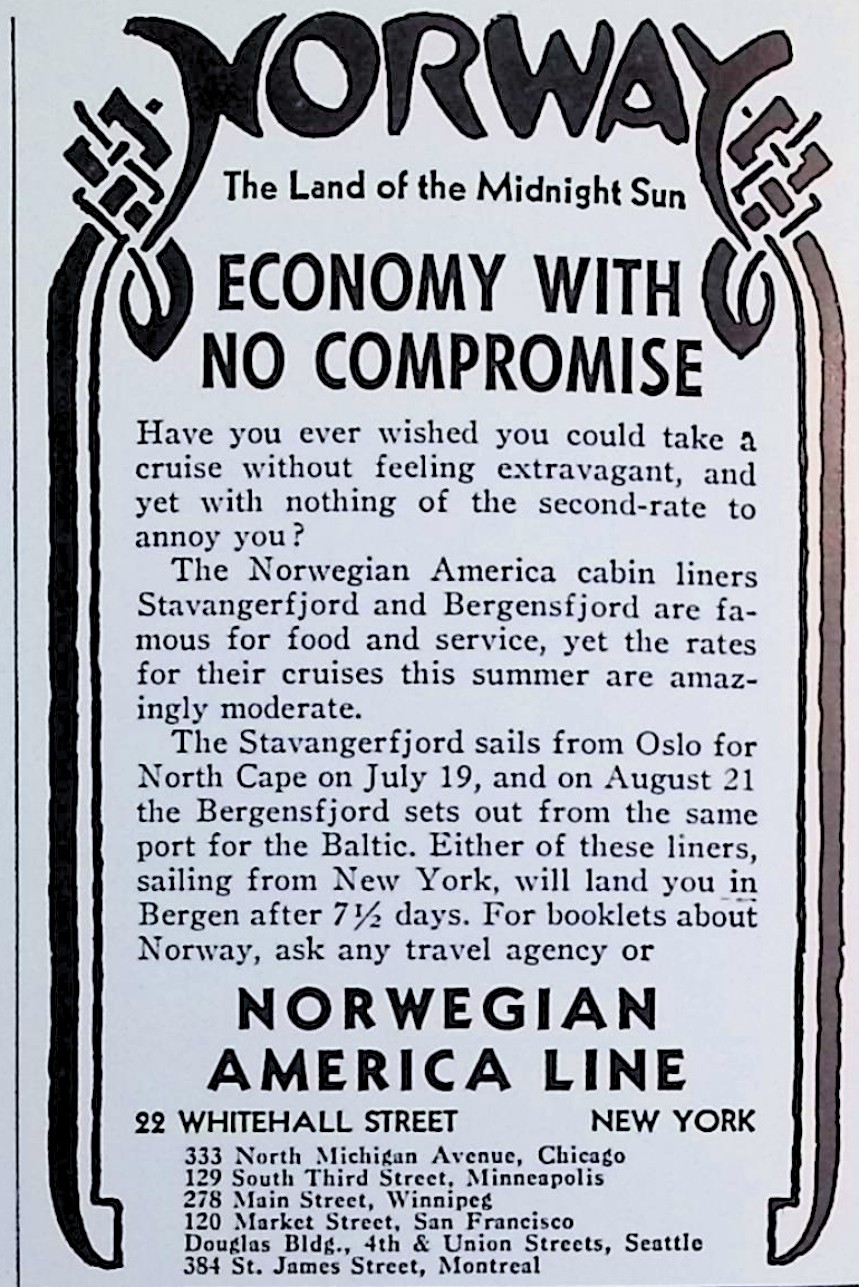 NORWAY
The Land of the Midnight Sun
ECONOMY WITH
NO COMPROMISE
Have you ever wished you could take a
cruise without feeling extravagant, and
yet with nothing of the second-rate to
annoy you?
The Norwegian America cabin liners
Stavangerfjord and Bergensfjord are fa-
mous for food and service, yet the rates
for their cruises this summer are amaz-
ingly moderate.
The Stavangerfjord sails from Oslo for
North Cape on July 19, and on August 21
the Bergensfjord sets out from the same
port for the Baltic. Either of these liners,
sailing from New York, will land you in
Bergen after 7½ days. For booklets about
Norway, ask any travel agency or
NORWEGIAN
AMERICA LINE
22 WHITEHALL STREET NEW YORK
333 North Michigan Avenue, Chicago
129 South Third Street, Minneapolis
278 Main Street, Winnipeg
120 Market Street, San Francisco
Douglas Bldg., 4th & Union Streets, Seattle
384 St. James Street, Montreal